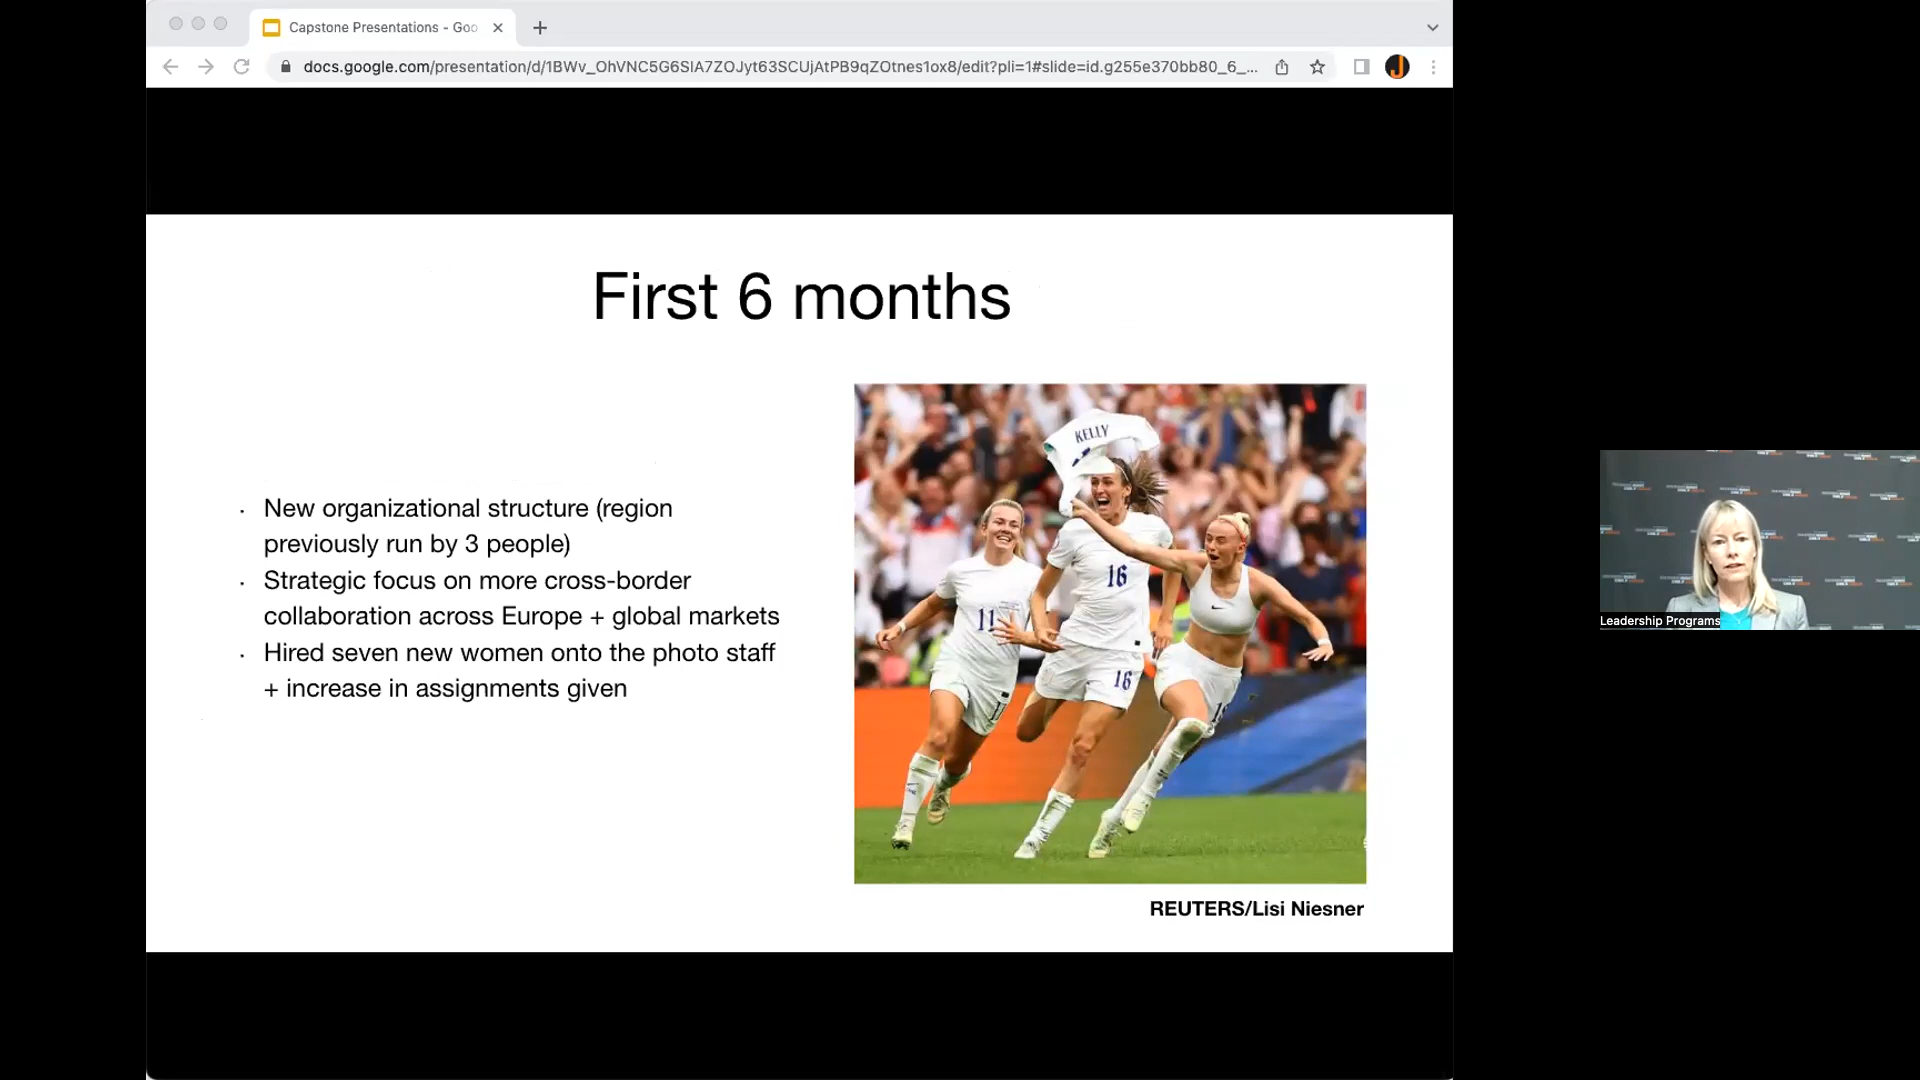 Capstone Presentations - Goo
docs.google.com/presentation/d/1BWv_OhVNC5G6SlA7ZOJyt63SCUjAtPB9qZOtnes1ox8/edit?pli=1#slide=id.g255e370bb80_6_...
First 6 months
· New organizational structure (region
previously run by 3 people)
· Strategic focus on more cross-border
collaboration across Europe + global markets
· Hired seven new women onto the photo staff
+ increase in assignments given
KELLY
11
16
16
REUTERS/Lisi Niesner
Leadership Programs